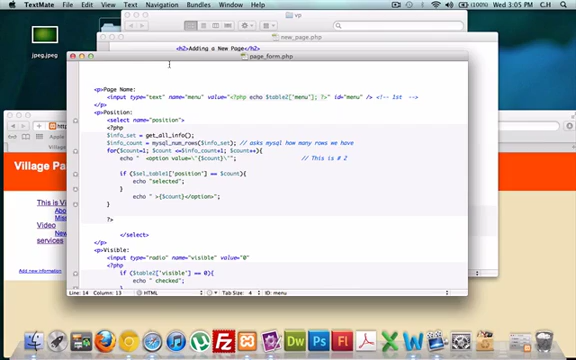 TextMate File Edit View Text Navigation Bundles Window Help (100%) Wed 3:05 PM C.H
vp
new_page.php
<h2>Adding a New Page</h2>
page_form.php
jpeg.jpeg
<p>Page Name:
<input type="text" name="menu" value="<?php echo $table2['menu']; ?>" id="menu" /> <!-- 1st -->
</p>
<p>Position:
<select name="position">
<?php
$info_set = get_all_info();
$info_count = mysql_num_rows($info_set); // asks mysql how many rows we have
for($count=1; $count <=$info_count+1; $count++){
echo " <option value=\"{$count}\""; // This is # 2
if ($sel_table1['position'] == $count){
echo "selected";
}
echo " >{$count}</option>";
}
?>
</select>
</p>
<p>Visible:
<input type="radio" name="visible" value="0"
<?php
if ($table2['visible'] == 0){
echo " checked";
Line: 14 Column: 13 HTML Tab Size: 4 ID: menu
Village Pa
This is Vi
Abo
Video
services
Add new information